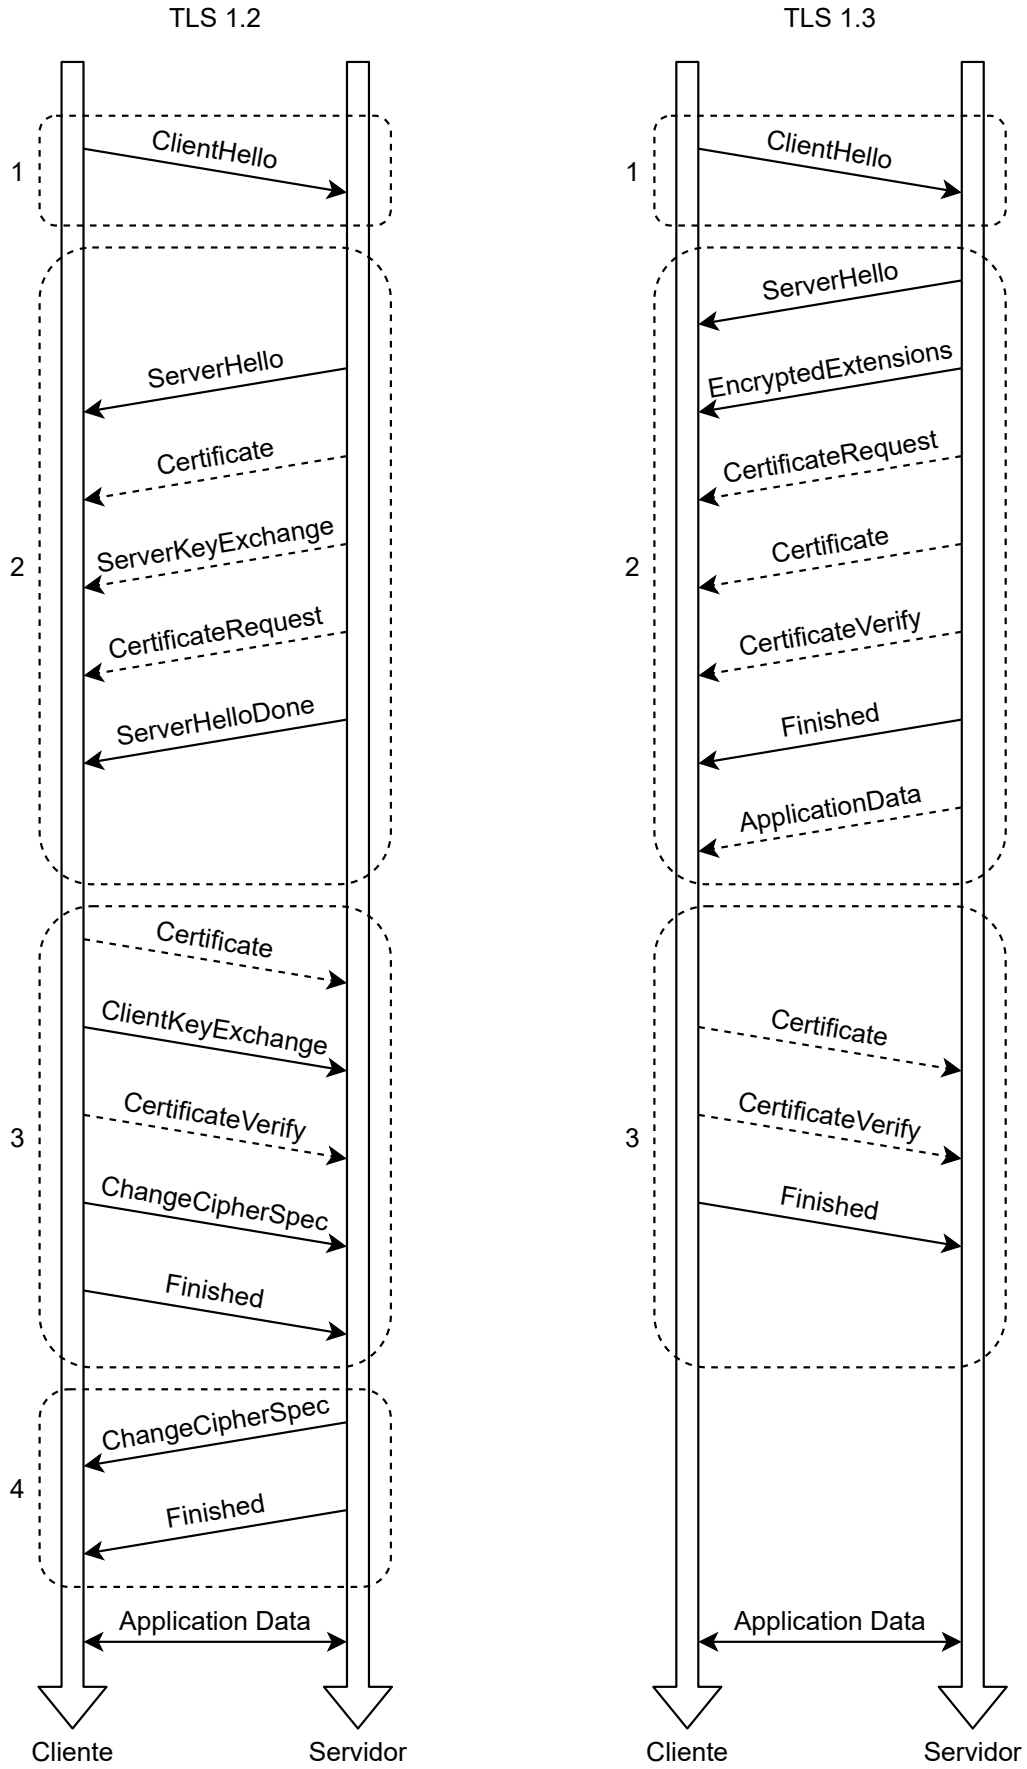 TLS 1.2
1
ClientHello
2
ServerHello
Certificate
ServerKeyExchange
CertificateRequest
ServerHelloDone
3
Certificate
ClientKeyExchange
CertificateVerify
ChangeCipherSpec
Finished
4
ChangeCipherSpec
Finished
Application Data
Cliente
Servidor
TLS 1.3
1
ClientHello
2
ServerHello
EncryptedExtensions
CertificateRequest
Certificate
CertificateVerify
Finished
ApplicationData
3
Certificate
CertificateVerify
Finished
Application Data
Cliente
Servidor